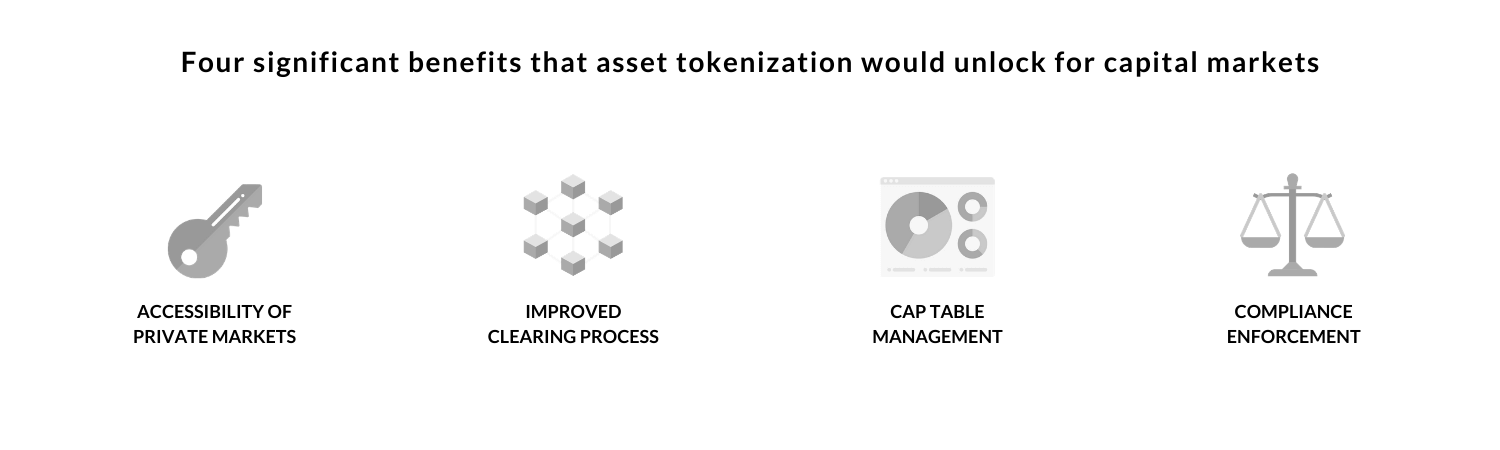 Four significant benefits that asset tokenization would unlock for capital markets
ACCESSIBILITY OF
PRIVATE MARKETS
IMPROVED
CLEARING PROCESS
CAP TABLE
MANAGEMENT
COMPLIANCE
ENFORCEMENT